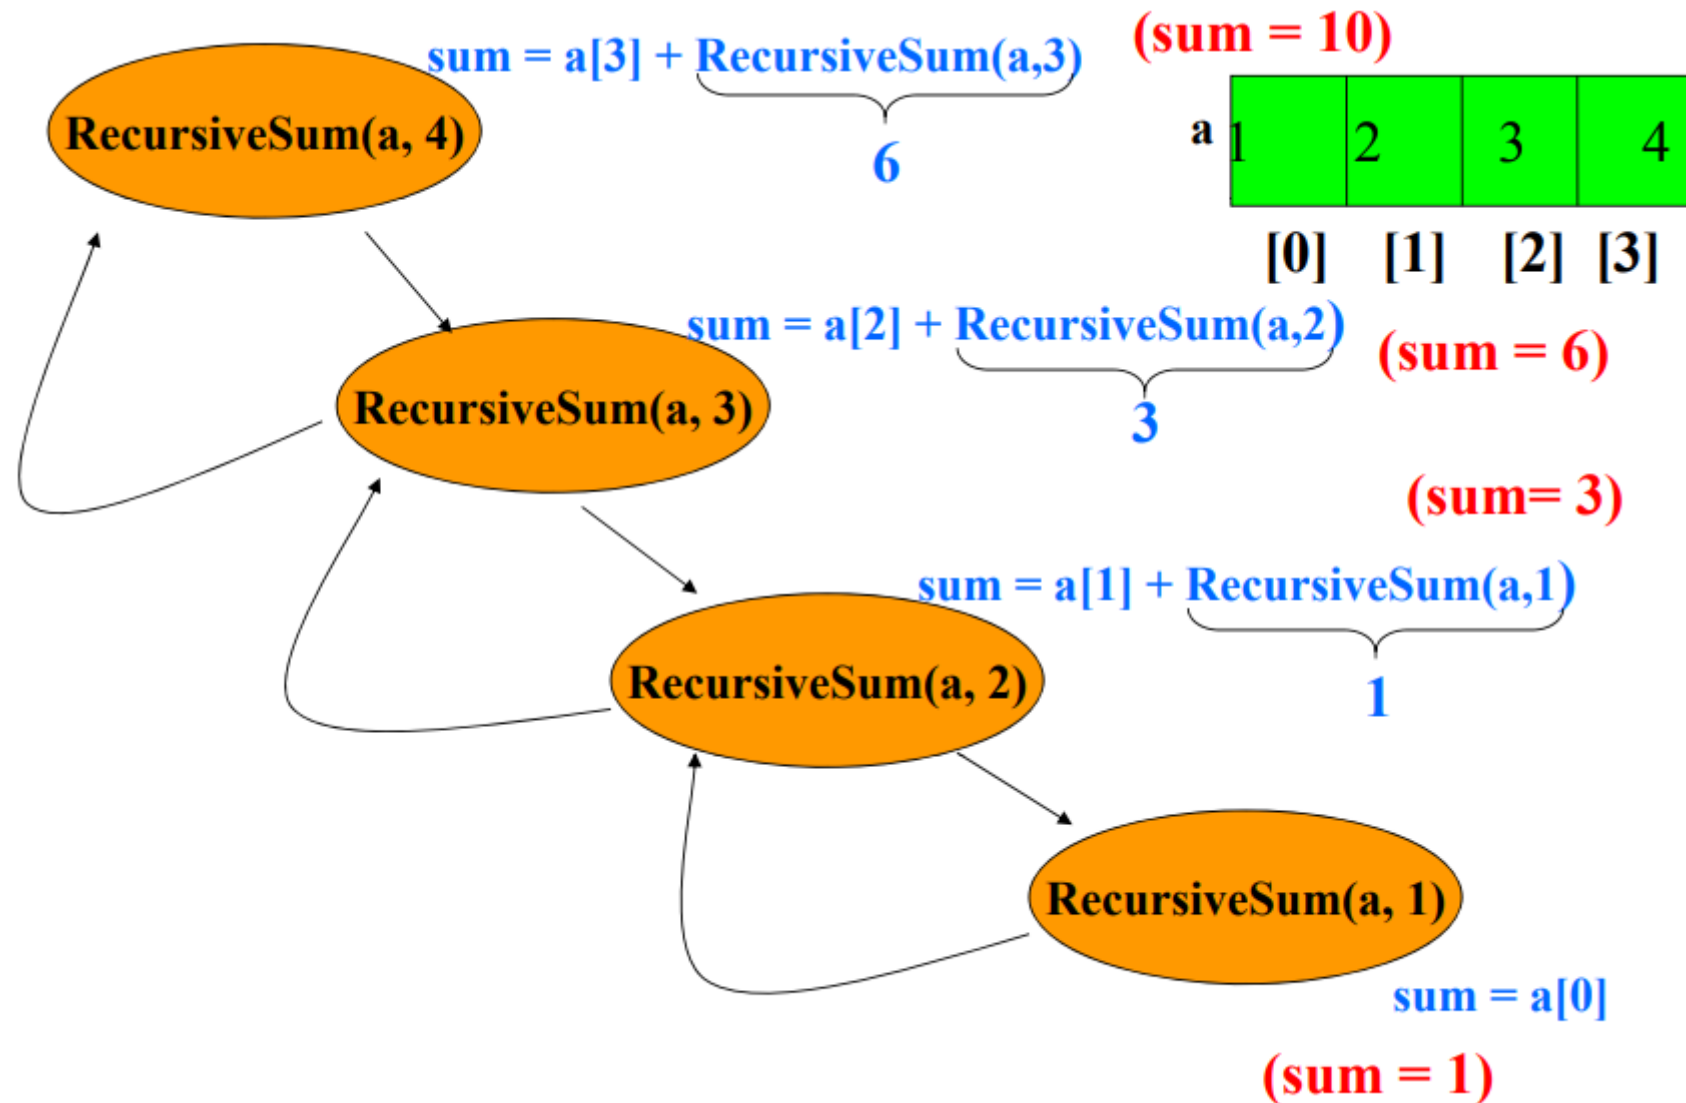 sum = a[3] + RecursiveSum(a,3)
(sum = 10)
RecursiveSum(a, 4)
6
a 1 2 3 4
[0] [1] [2] [3]
sum = a[2] + RecursiveSum(a,2)
(sum = 6)
RecursiveSum(a, 3)
3
(sum= 3)
sum = a[1] + RecursiveSum(a,1)
RecursiveSum(a, 2)
1
RecursiveSum(a, 1)
sum = a[0]
(sum = 1)